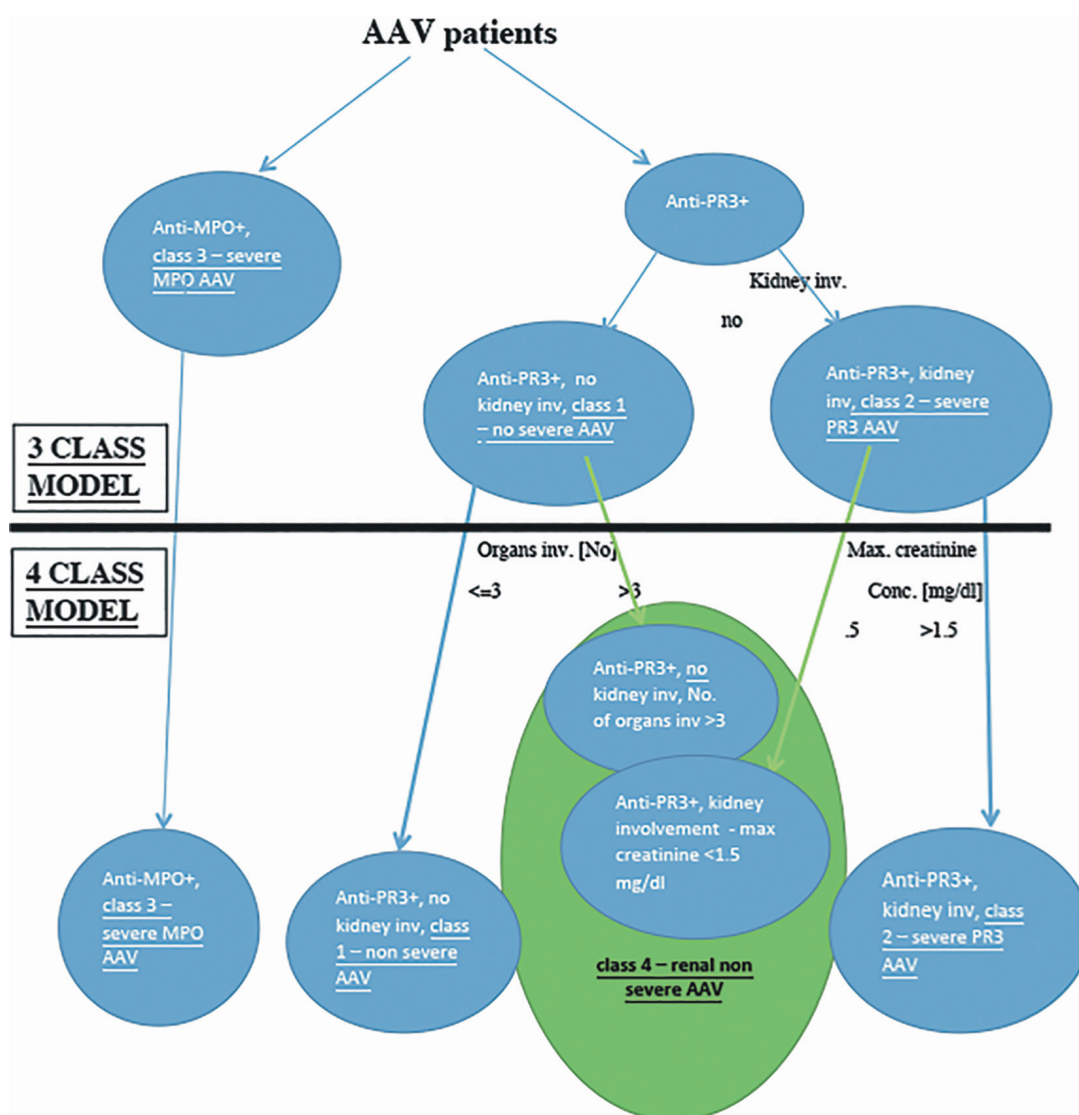 AAV patients
Anti-MPO+,
class 3 – severe
MPO AAV
Anti-PR3+
Kidney inv.
no
Anti-PR3+, no
kidney inv, class 1
– no severe AAV
Anti-PR3+, kidney
inv, class 2 – severe
PR3 AAV
3 CLASS
MODEL
4 CLASS
MODEL
Organs inv. [No]
<=3 >3
Max. creatinine
Conc. [mg/dl]
.5 >1.5
Anti-PR3+, no
kidney inv, No.
of organs inv >3
Anti-PR3+, kidney
involvement - max
creatinine <1.5
mg/dl
class 4 – renal non
severe AAV
Anti-MPO+,
class 3 –
severe MPO
AAV
Anti-PR3+, no
kidney inv, class
1 – non severe
AAV
Anti-PR3+,
kidney inv, class
2 – severe PR3
AAV